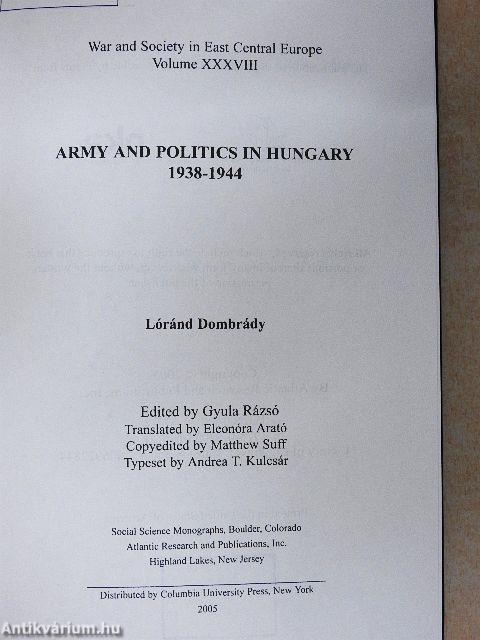 War and Society in East Central Europe
Volume XXXVIII
ARMY AND POLITICS IN HUNGARY
1938-1944
Lóránd Dombrády
Edited by Gyula Rázsó
Translated by Eleonóra Arató
Copyedited by Matthew Suff
Typeset by Andrea T. Kulcsár
Social Science Monographs, Boulder, Colorado
Atlantic Research and Publications, Inc.
Highland Lakes, New Jersey
Distributed by Columbia University Press, New York
2005
Antikvárium.hu